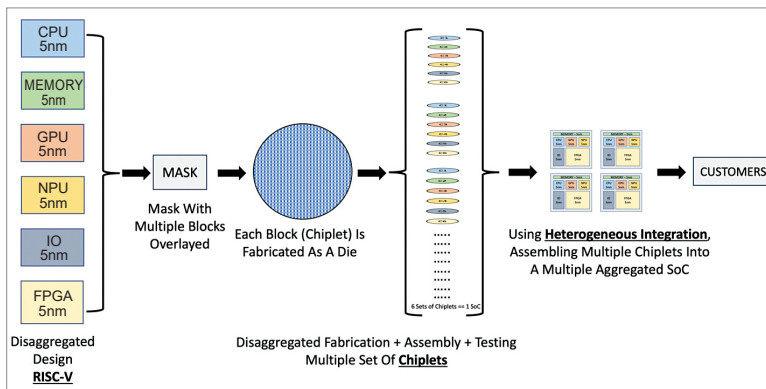 CPU
5nm
MEMORY
5nm
GPU
5nm
NPU
5nm
IO
5nm
FPGA
5nm
Disaggregated
Design
RISC-V
MASK
Mask With
Multiple Blocks
Overlayed
Each Block (Chiplet) Is
Fabricated As A Die
6 Sets of Chiplets == 1 SoC
Disaggregated Fabrication + Assembly + Testing
Multiple Set Of Chiplets
Using Heterogeneous Integration,
Assembling Multiple Chiplets Into
A Multiple Aggregated SoC
CUSTOMERS